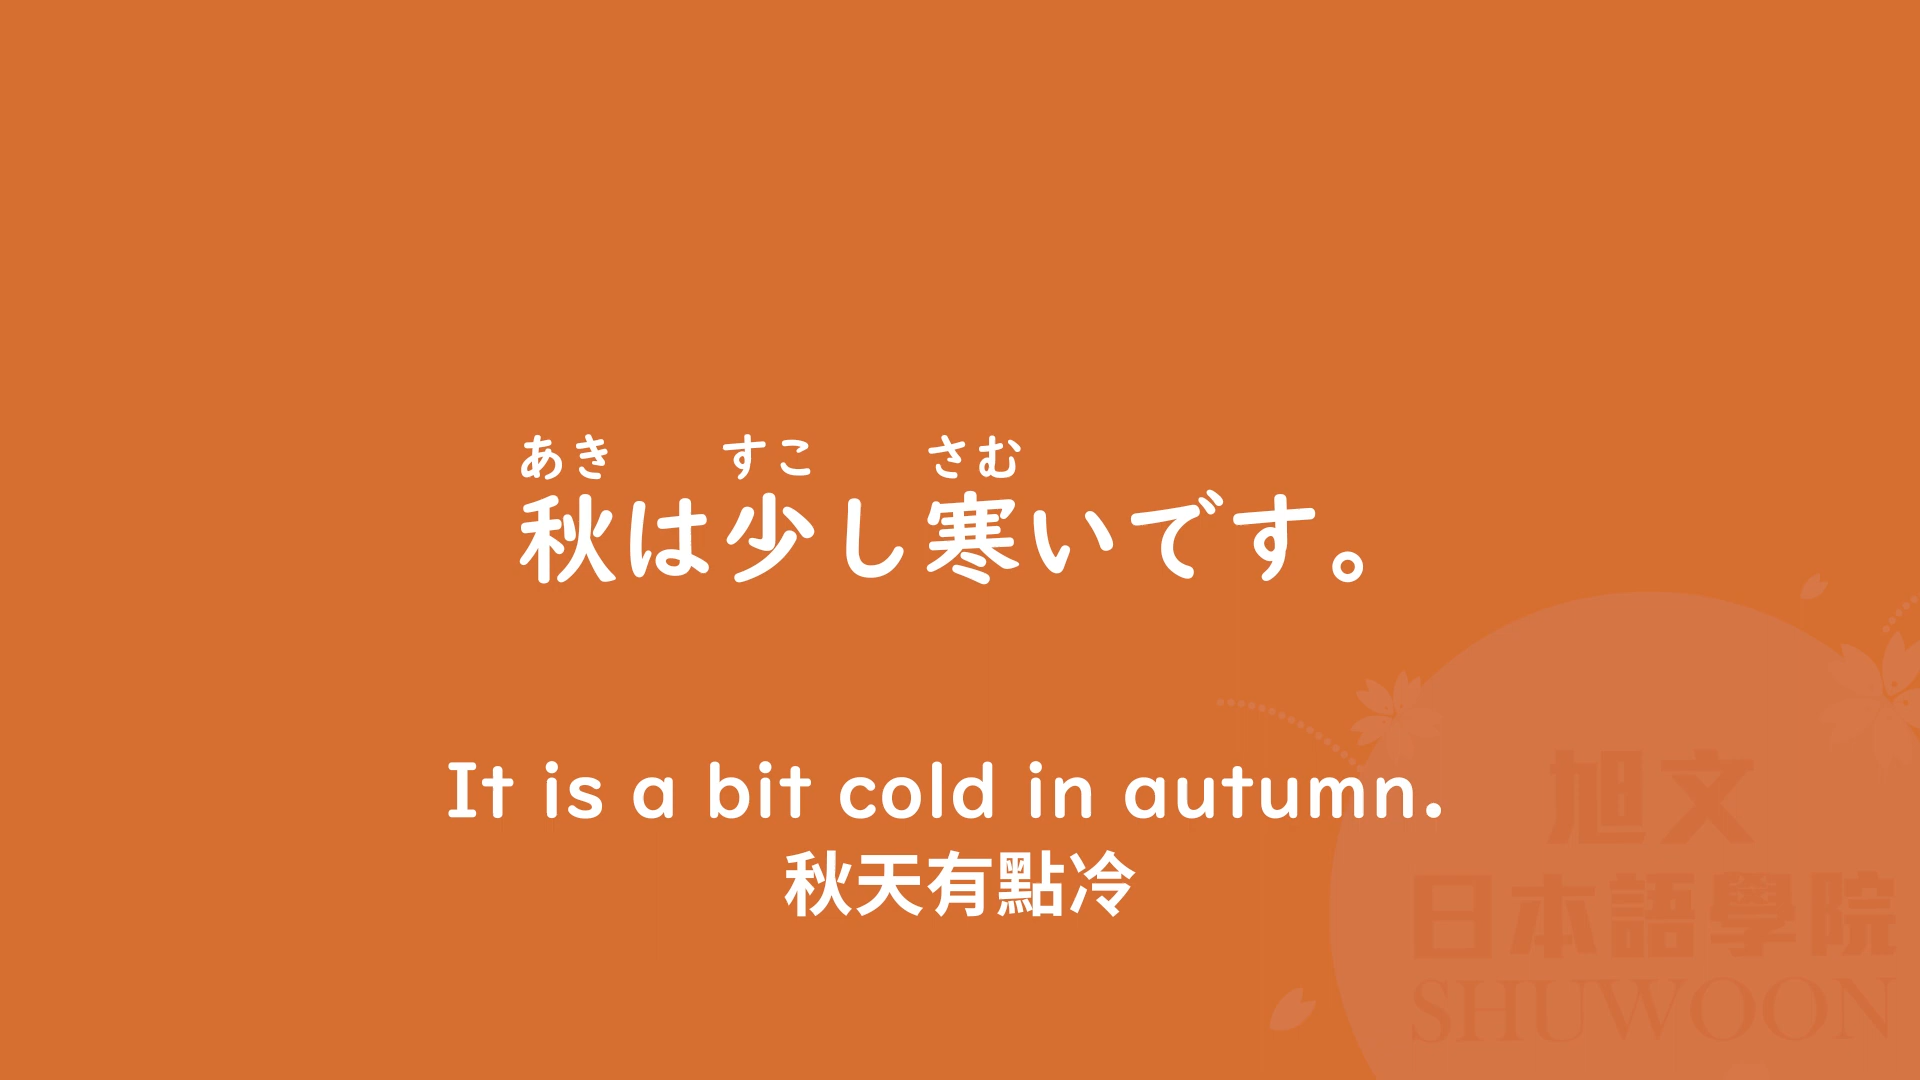 あき すこ さむ
秋は少し寒いです。
It is a bit cold in autumn.
秋天有點冷
旭文
日本語學院
SHUWOON